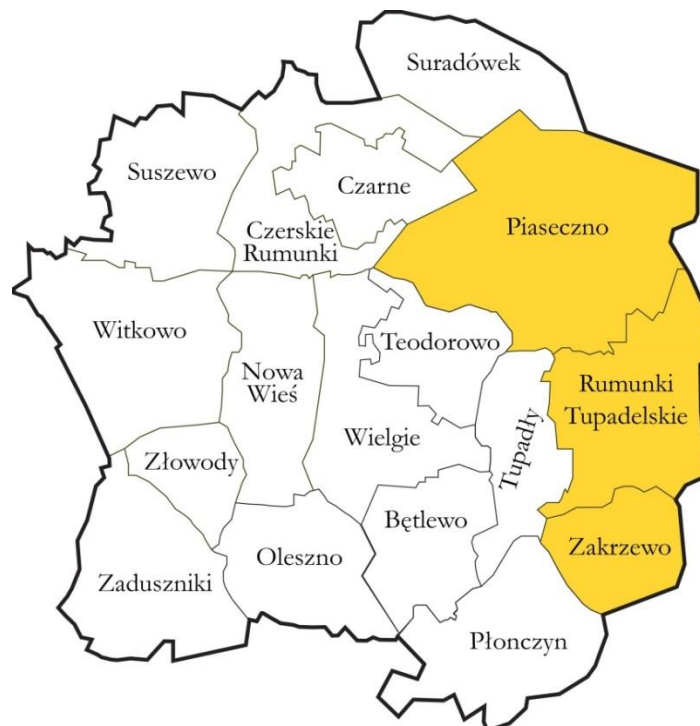 Suradówek
Suszewo
Czarne
Czerskie
Rumunki
Piaseczno
Witkowo
Teodorowo
Nowa
Wieś
Rumunki
Tupadelskie
Wielgie
Tupadły
Złowody
Bętlewo
Oleszno
Zakrzewo
Zaduszniki
Płonczyn